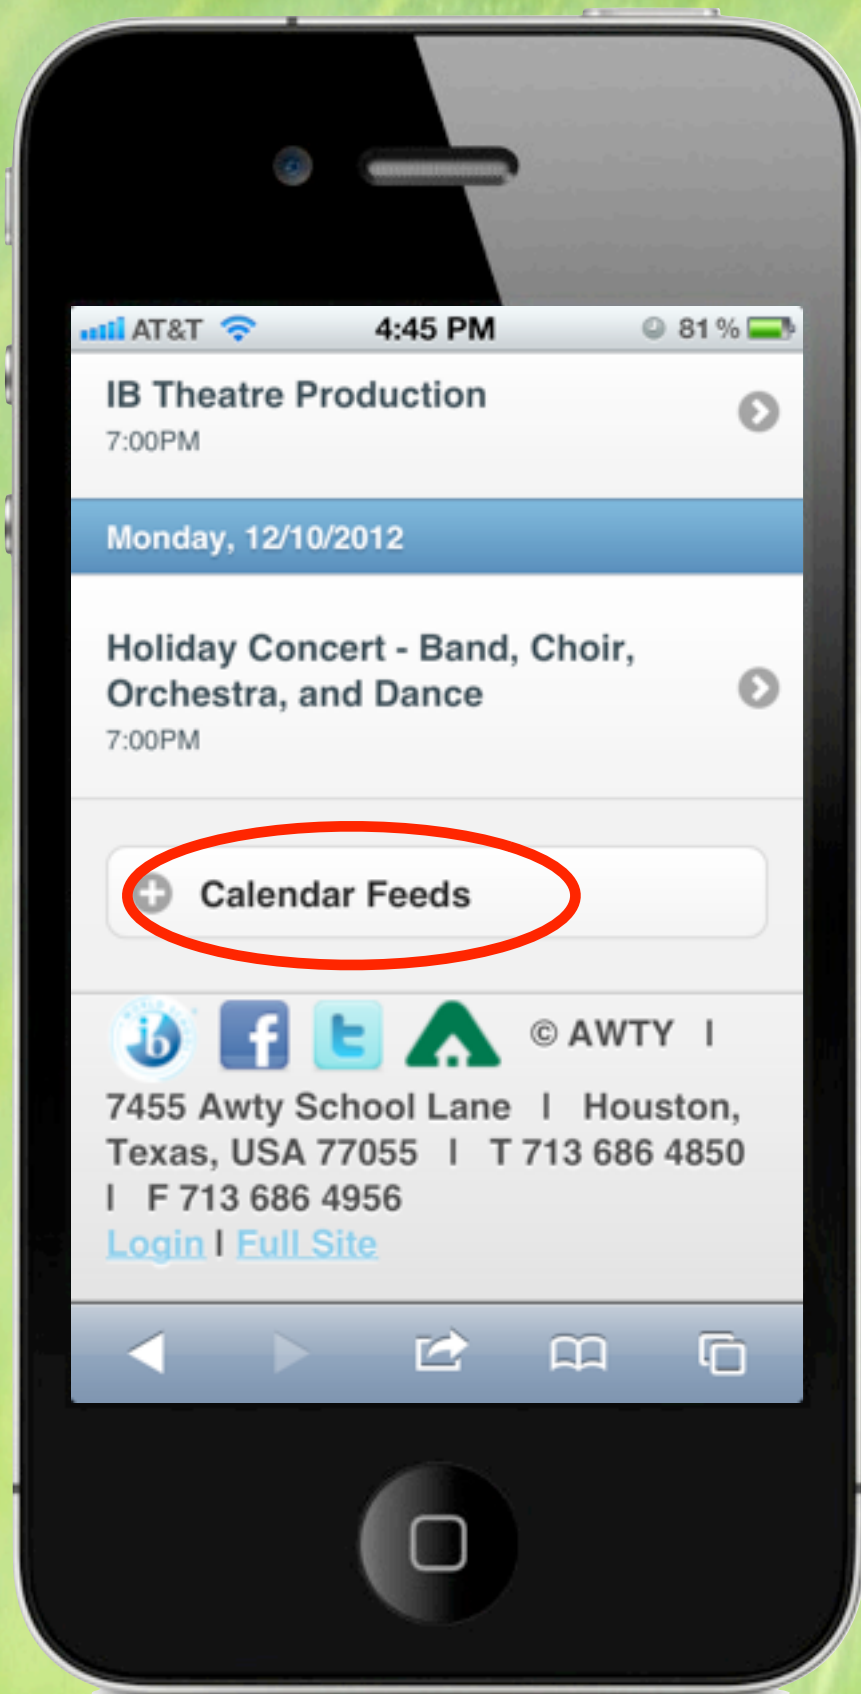 AT&T 4:45 PM 81%
IB Theatre Production
7:00PM
Monday, 12/10/2012
Holiday Concert - Band, Choir,
Orchestra, and Dance
7:00PM
Calendar Feeds
ib f t © AWTY I
7455 Awty School Lane I Houston,
Texas, USA 77055 I T 713 686 4850
I F 713 686 4956
Login I Full Site